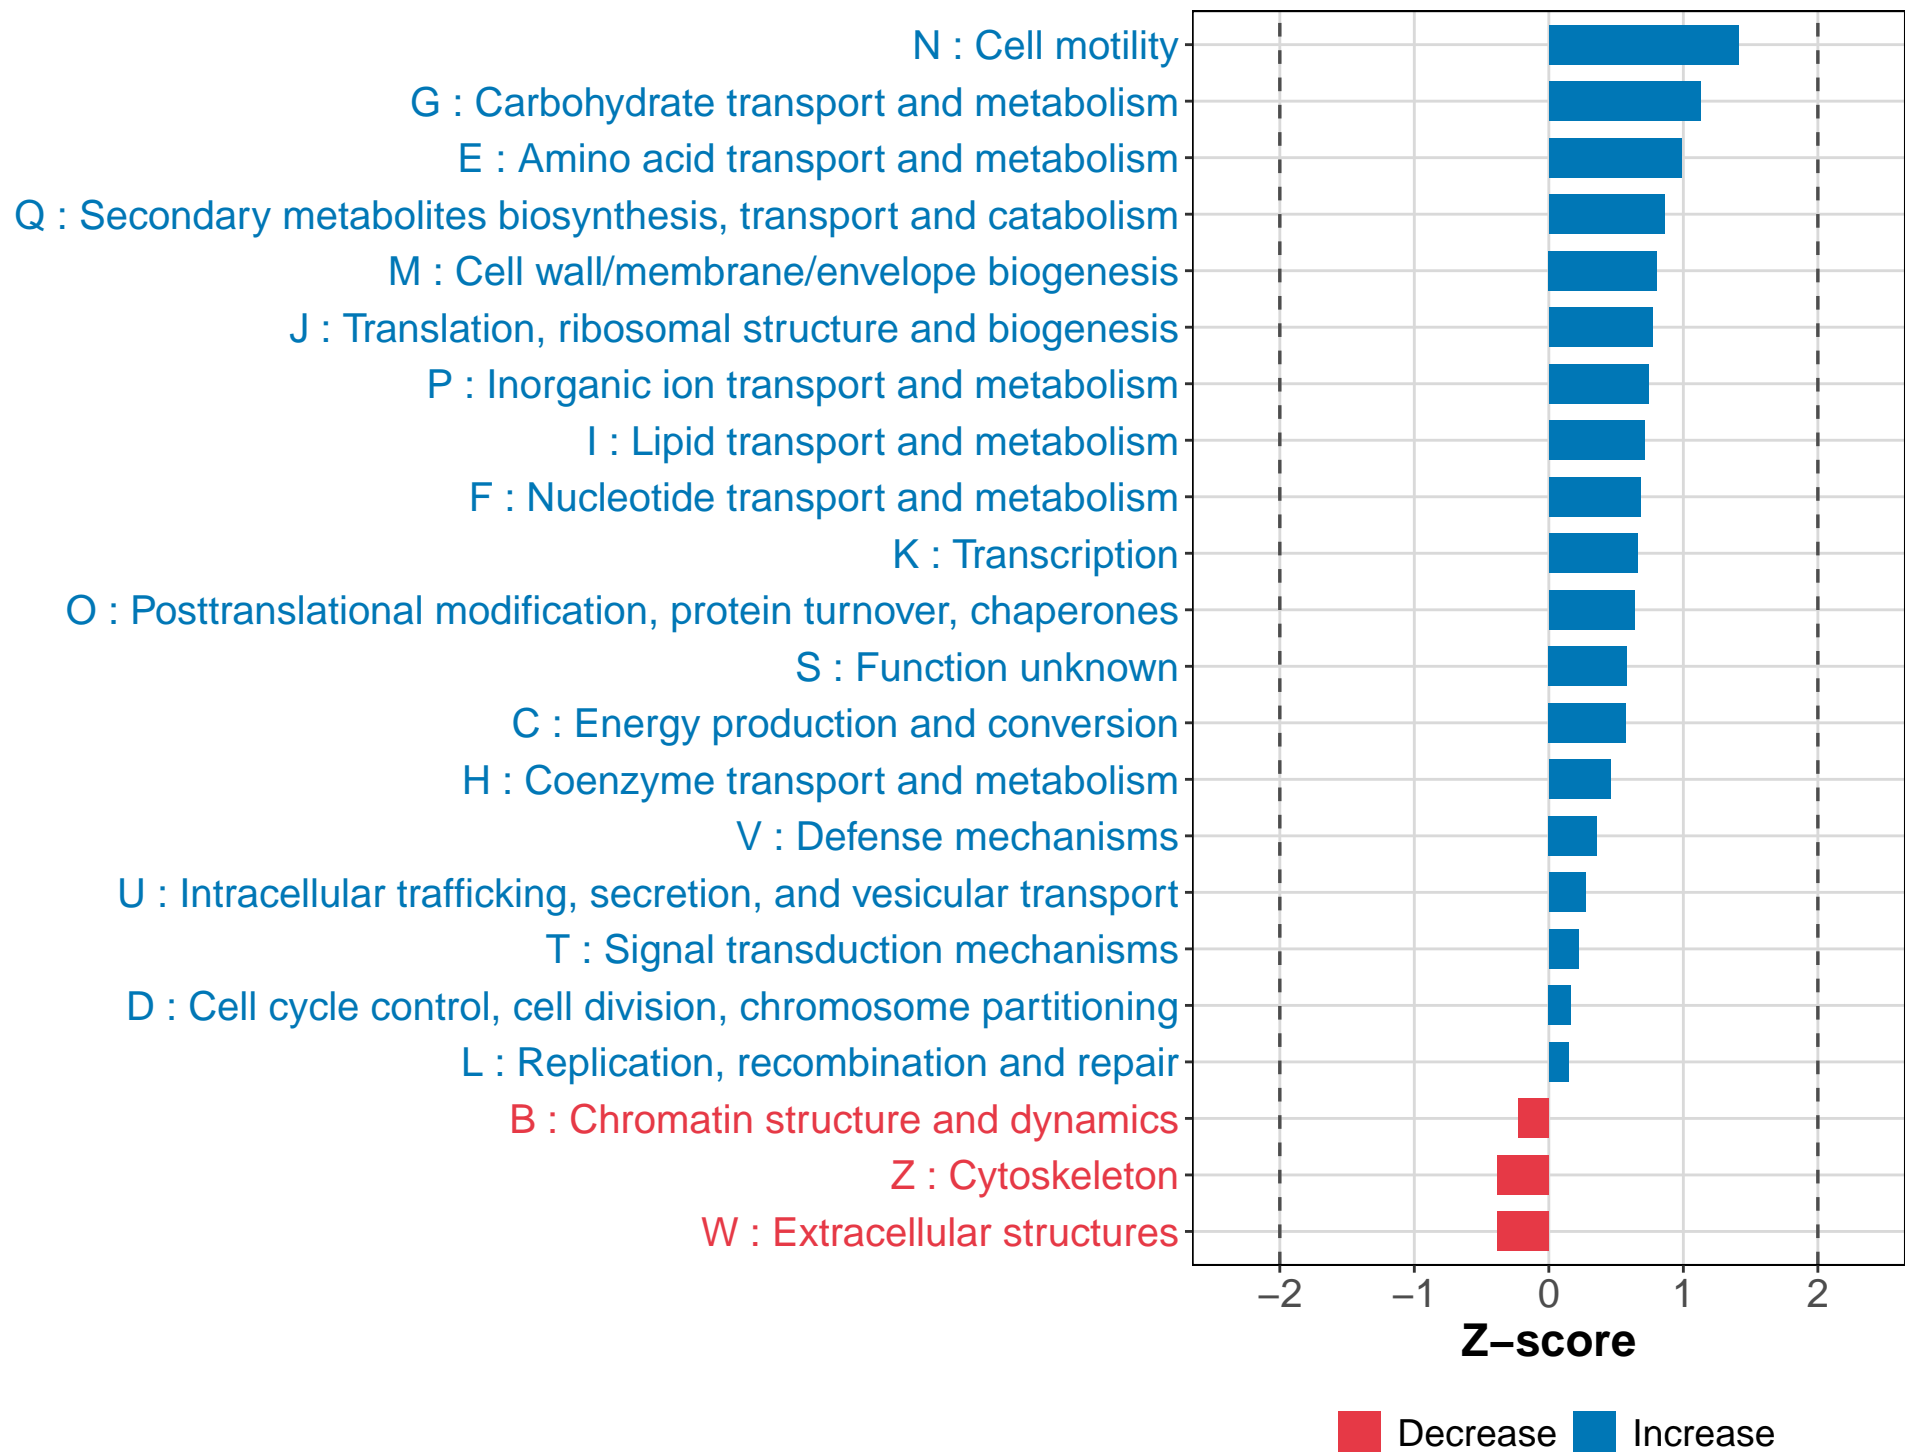 N : Cell motility
G : Carbohydrate transport and metabolism
E : Amino acid transport and metabolism
Q : Secondary metabolites biosynthesis, transport and catabolism
M : Cell wall/membrane/envelope biogenesis
J : Translation, ribosomal structure and biogenesis
P : Inorganic ion transport and metabolism
I : Lipid transport and metabolism
F : Nucleotide transport and metabolism
K : Transcription
O : Posttranslational modification, protein turnover, chaperones
S : Function unknown
C : Energy production and conversion
H : Coenzyme transport and metabolism
V : Defense mechanisms
U : Intracellular trafficking, secretion, and vesicular transport
T : Signal transduction mechanisms
D : Cell cycle control, cell division, chromosome partitioning
L : Replication, recombination and repair
B : Chromatin structure and dynamics
Z : Cytoskeleton
W : Extracellular structures
−2 −1 0 1 2
Z−score
Decrease Increase